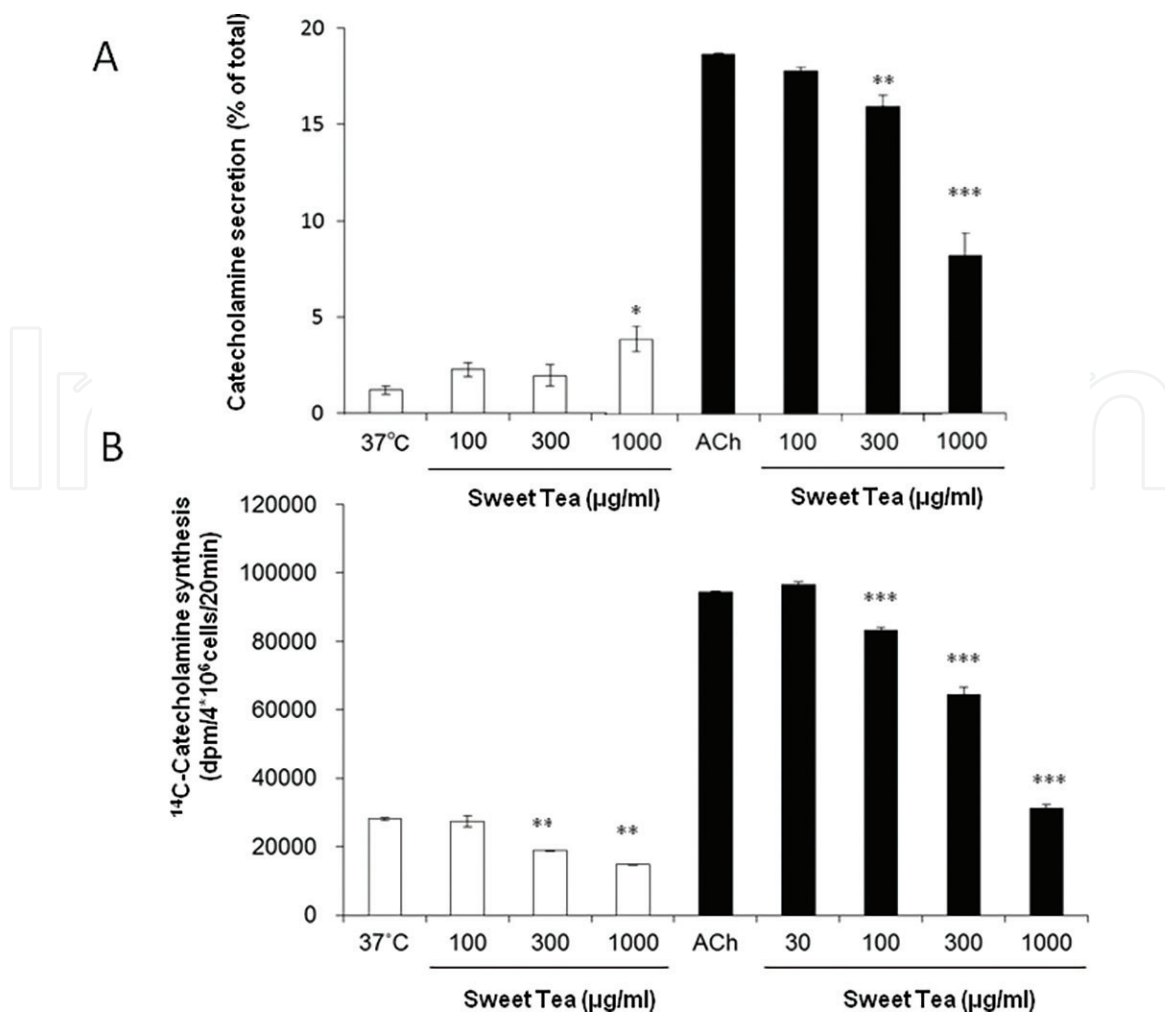 A
Catecholamine secretion (% of total)
20
15
10
5
0
*
**
***
37°C 100 300 1000 ACh 100 300 1000
Sweet Tea (µg/ml) Sweet Tea (µg/ml)
B
¹⁴C-Catecholamine synthesis
(dpm/4*10⁶cells/20min)
120000
100000
80000
60000
40000
20000
0
** **
***
***
***
37°C 100 300 1000 ACh 30 100 300 1000
Sweet Tea (µg/ml) Sweet Tea (µg/ml)